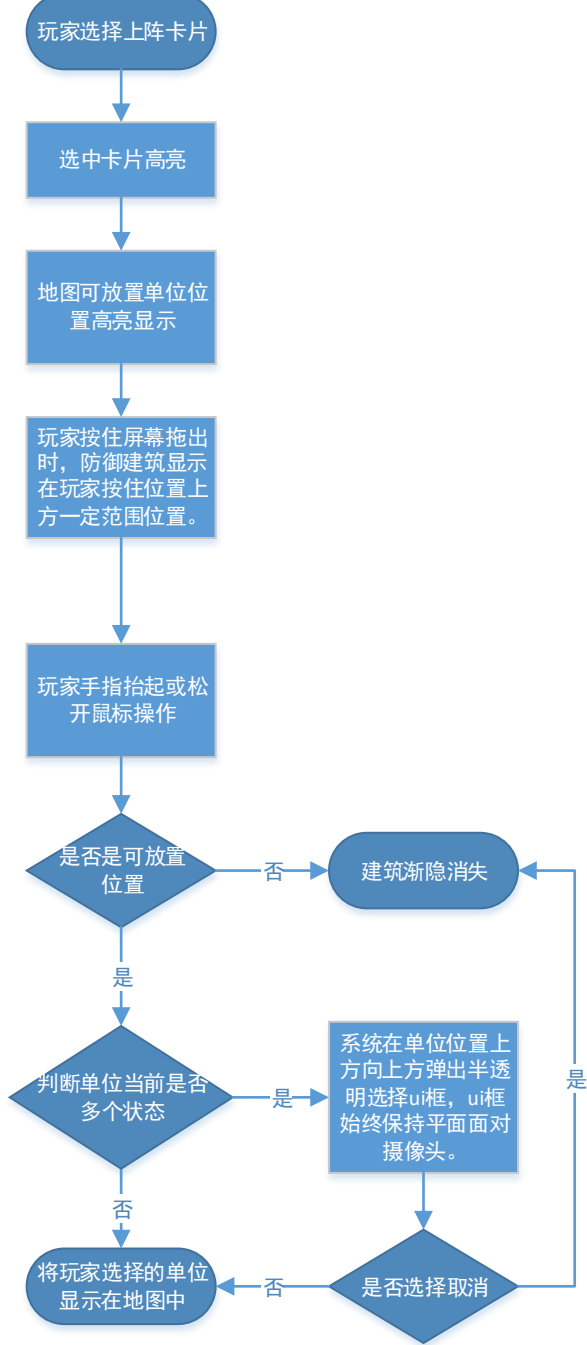 玩家选择上阵卡片
选中卡片高亮
地图可放置单位位
置高亮显示
玩家按住屏幕拖出
时，防御建筑显示
在玩家按住位置上
方一定范围位置。
玩家手指抬起或松
开鼠标操作
是否是可放置
位置
否
建筑渐隐消失
是
判断单位当前是否
多个状态
是
系统在单位位置上
方向上方弹出半透
明选择ui框，ui框
始终保持平面面对
摄像头。
是
否
将玩家选择的单位
显示在地图中
否
是否选择取消